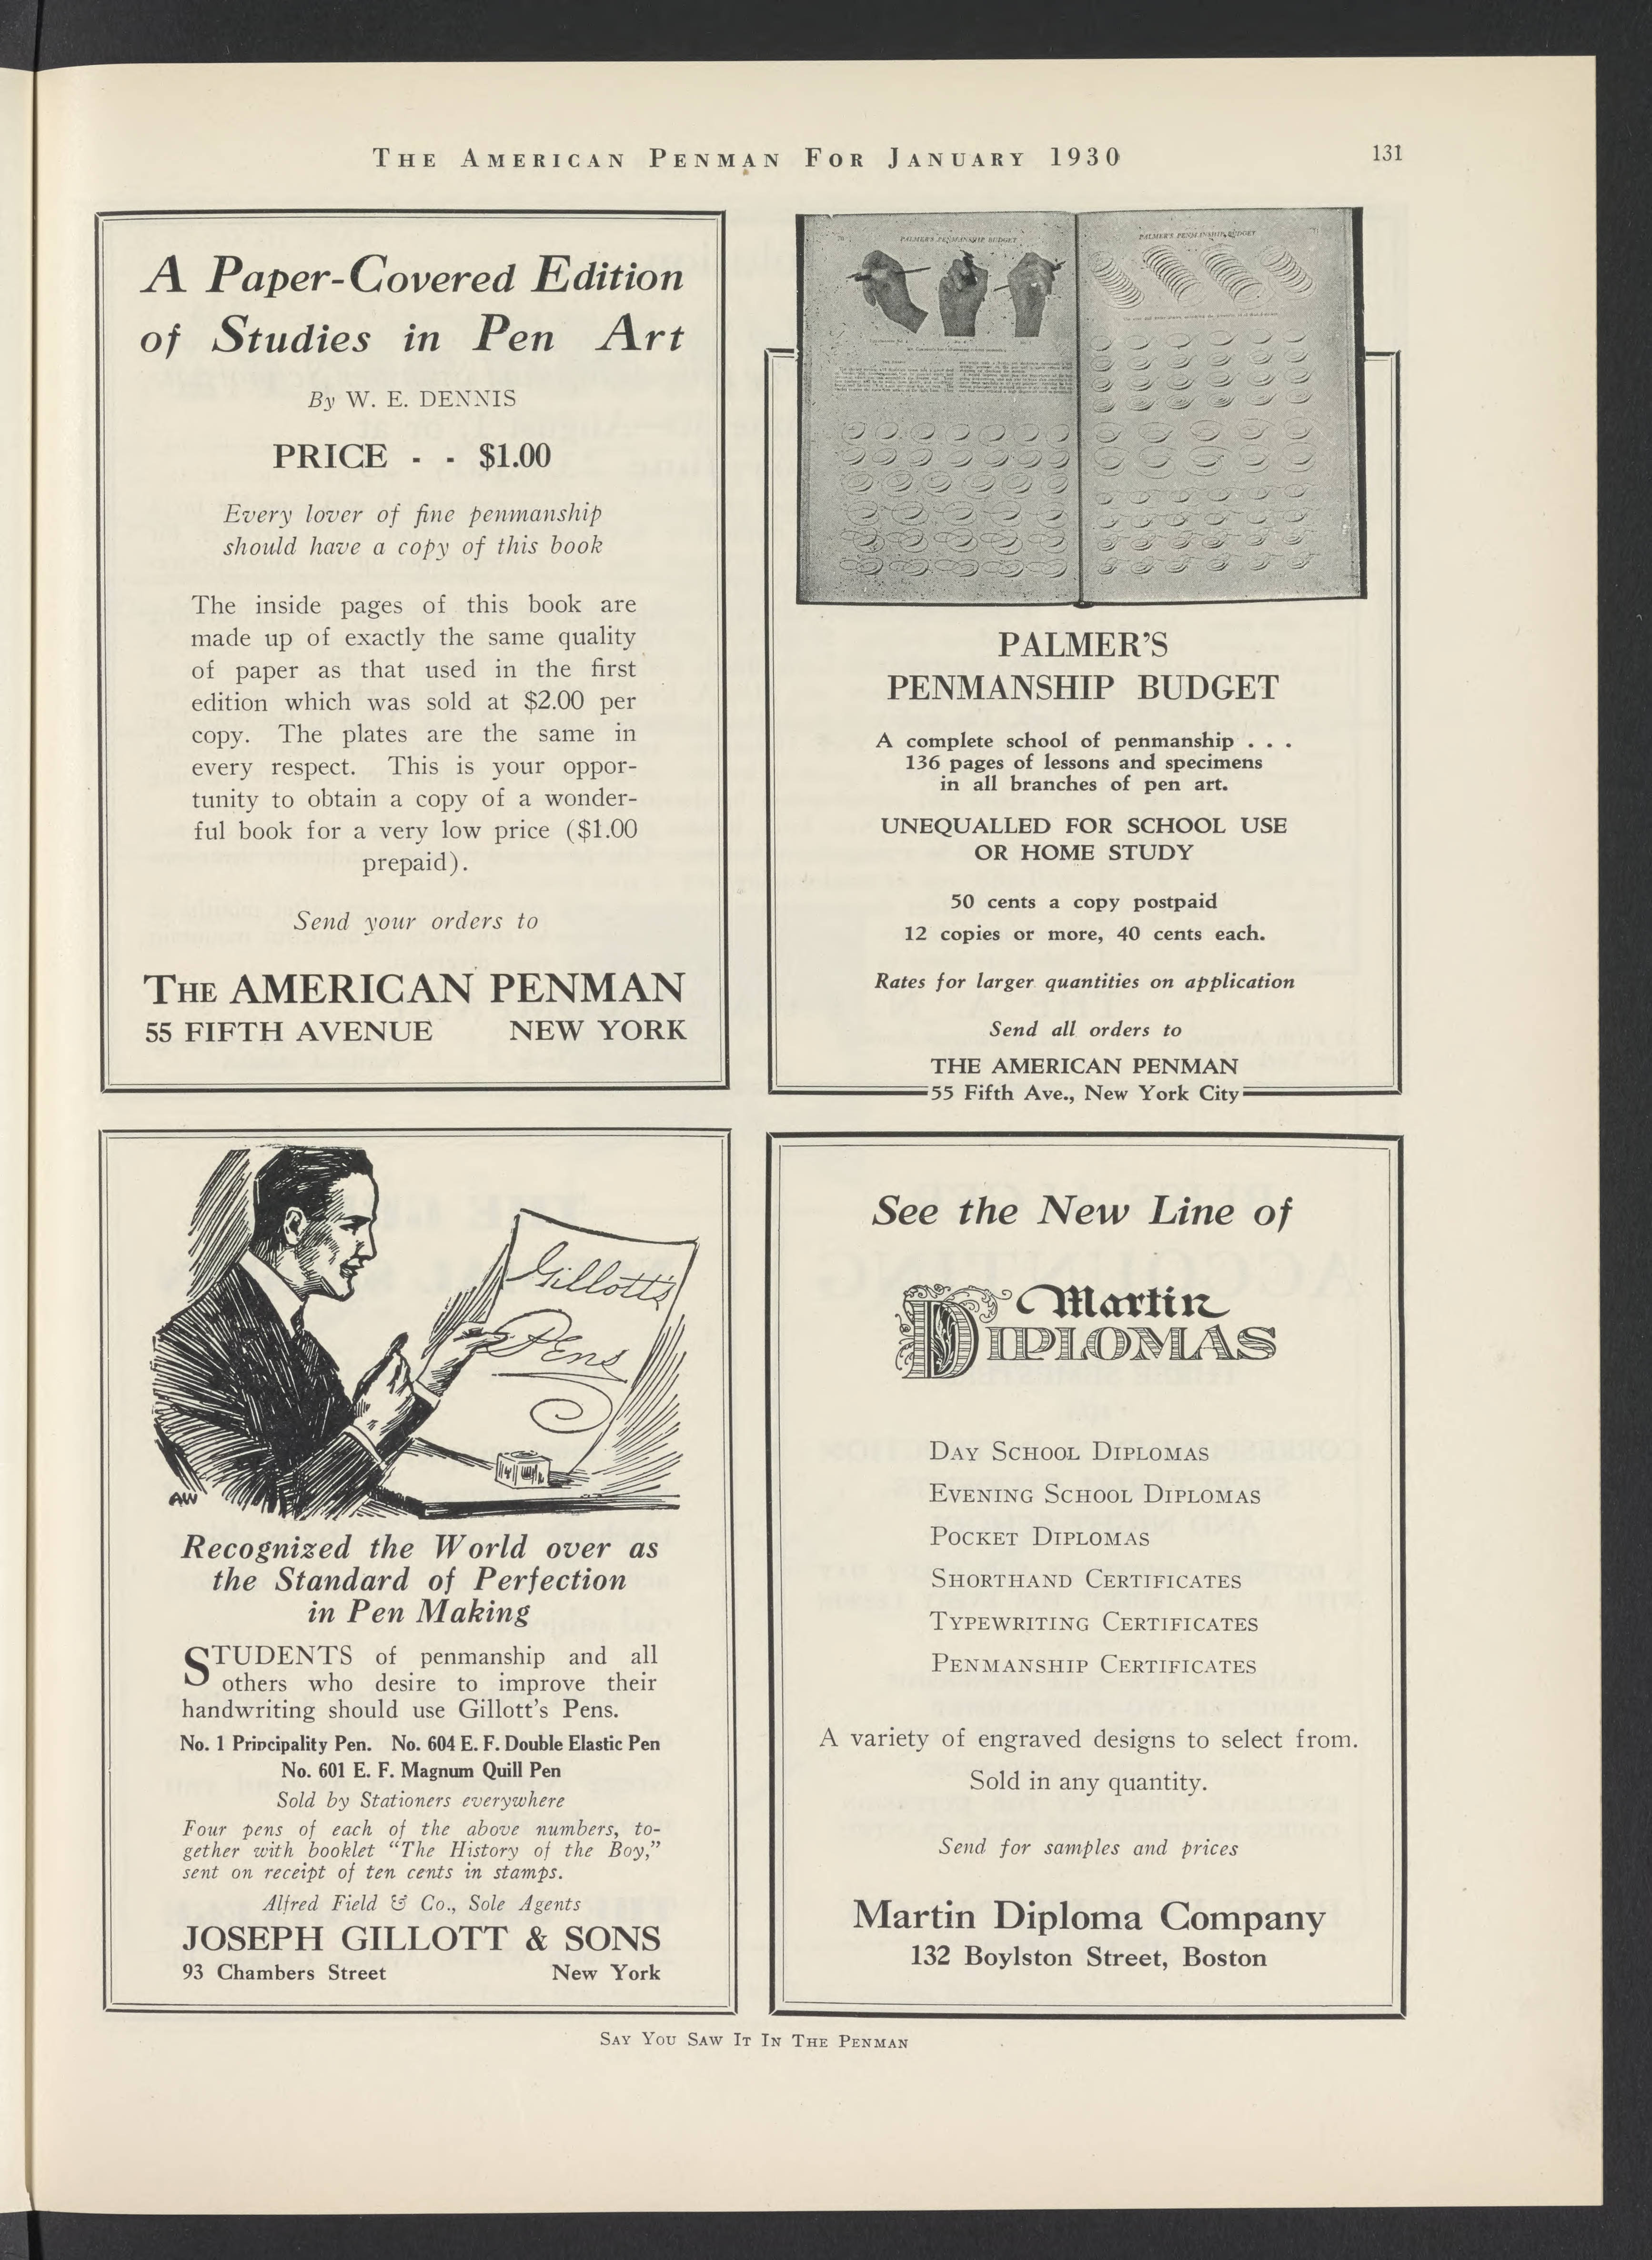 THE AMERICAN PENMAN FOR JANUARY 1930
131
A Paper-Covered Edition
of Studies in Pen Art
By W. E. DENNIS
PRICE - - $1.00
Every lover of fine penmanship
should have a copy of this book
The inside pages of this book are
made up of exactly the same quality
of paper as that used in the first
edition which was sold at $2.00 per
copy. The plates are the same in
every respect. This is your oppor-
tunity to obtain a copy of a wonder-
ful book for a very low price ($1.00
prepaid).
Send your orders to
THE AMERICAN PENMAN
55 FIFTH AVENUE NEW YORK
PALMER'S PENMANSHIP BUDGET
PALMER'S PENMANSHIP BUDGET
PALMER'S
PENMANSHIP BUDGET
A complete school of penmanship . . .
136 pages of lessons and specimens
in all branches of pen art.
UNEQUALLED FOR SCHOOL USE
OR HOME STUDY
50 cents a copy postpaid
12 copies or more, 40 cents each.
Rates for larger quantities on application
Send all orders to
THE AMERICAN PENMAN
55 Fifth Ave., New York City
Gillott's
Pens
AW
Recognized the World over as
the Standard of Perfection
in Pen Making
STUDENTS of penmanship and all
others who desire to improve their
handwriting should use Gillott's Pens.
No. 1 Principality Pen. No. 604 E. F. Double Elastic Pen
No. 601 E. F. Magnum Quill Pen
Sold by Stationers everywhere
Four pens of each of the above numbers, to-
gether with booklet "The History of the Boy,"
sent on receipt of ten cents in stamps.
Alfred Field & Co., Sole Agents
JOSEPH GILLOTT & SONS
93 Chambers Street New York
See the New Line of
Martin
DIPLOMAS
DAY SCHOOL DIPLOMAS
EVENING SCHOOL DIPLOMAS
POCKET DIPLOMAS
SHORTHAND CERTIFICATES
TYPEWRITING CERTIFICATES
PENMANSHIP CERTIFICATES
A variety of engraved designs to select from.
Sold in any quantity.
Send for samples and prices
Martin Diploma Company
132 Boylston Street, Boston
SAY YOU SAW IT IN THE PENMAN